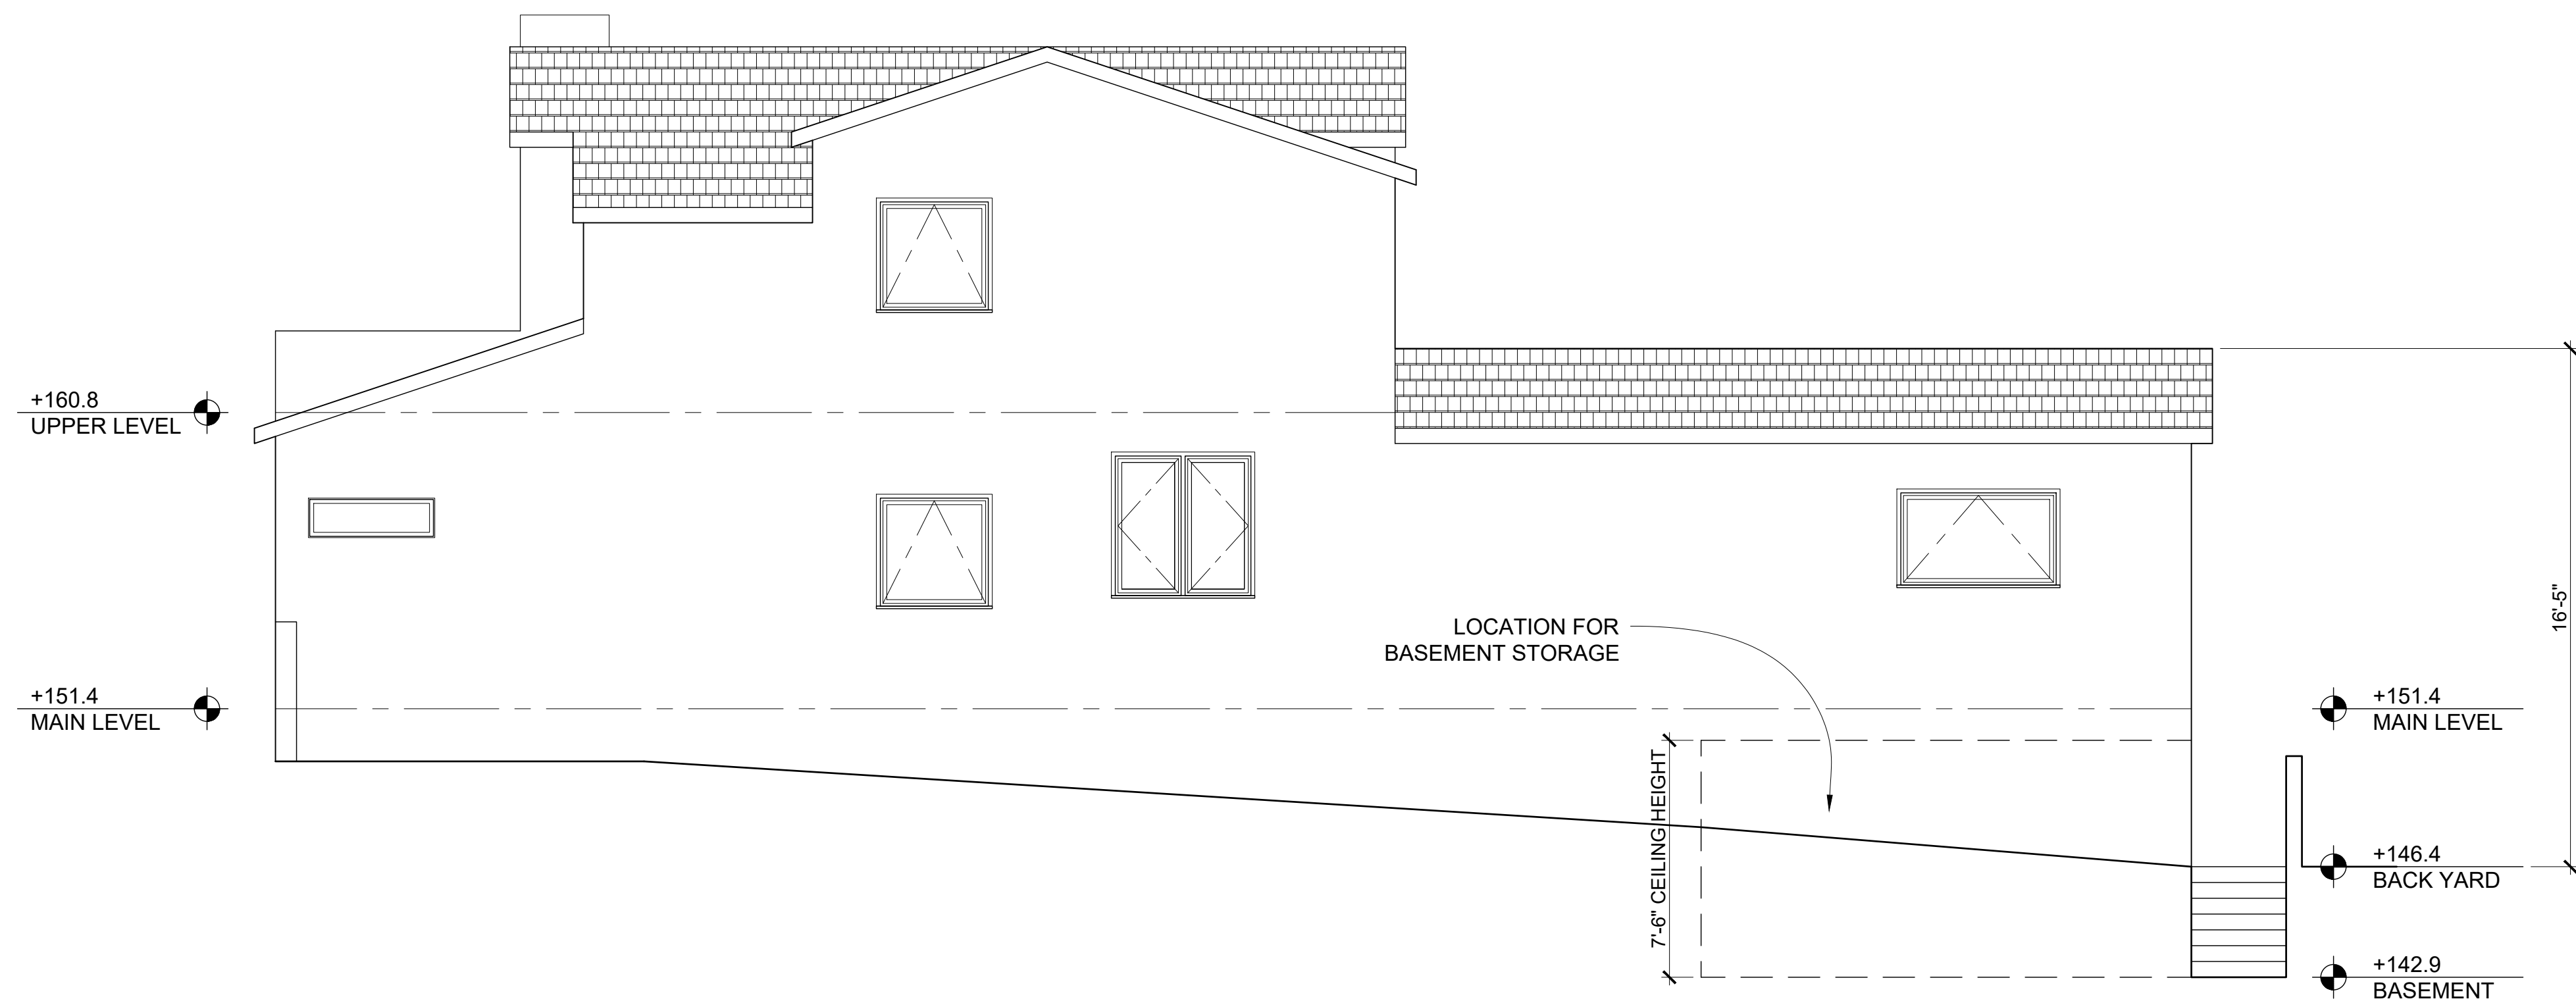 +160.8
UPPER LEVEL
16'-5"
LOCATION FOR
BASEMENT STORAGE
+151.4
MAIN LEVEL
+151.4
MAIN LEVEL
7'-6" CEILING HEIGHT
+146.4
BACK YARD
+142.9
BASEMENT